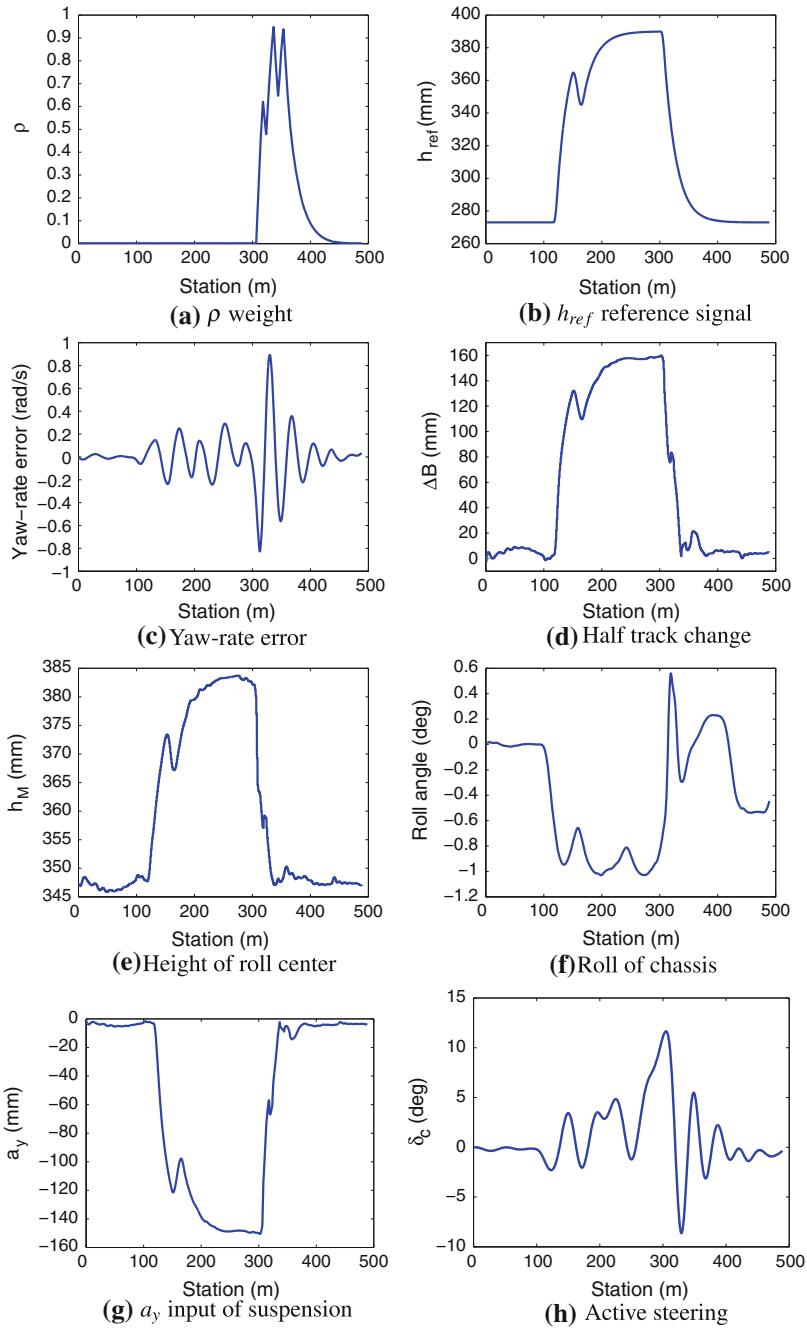 1
0.9
0.8
0.7
0.6
0.5
0.4
0.3
0.2
0.1
0
ρ
0 100 200 300 400 500
Station (m)
(a) ρ weight
400
380
360
340
320
300
280
260
h_ref (mm)
0 100 200 300 400 500
Station (m)
(b) h_ref reference signal
1
0.8
0.6
0.4
0.2
0
−0.2
−0.4
−0.6
−0.8
−1
Yaw−rate error (rad/s)
0 100 200 300 400 500
Station (m)
(c) Yaw-rate error
160
140
120
100
80
60
40
20
0
ΔB (mm)
0 100 200 300 400 500
Station (m)
(d) Half track change
385
380
375
370
365
360
355
350
345
h_M (mm)
0 100 200 300 400 500
Station (m)
(e) Height of roll center
0.6
0.4
0.2
0
−0.2
−0.4
−0.6
−0.8
−1
−1.2
Roll angle (deg)
0 100 200 300 400 500
Station (m)
(f) Roll of chassis
0
−20
−40
−60
−80
−100
−120
−140
−160
a_y (mm)
0 100 200 300 400 500
Station (m)
(g) a_y input of suspension
15
10
5
0
−5
−10
δ_c (deg)
0 100 200 300 400 500
Station (m)
(h) Active steering